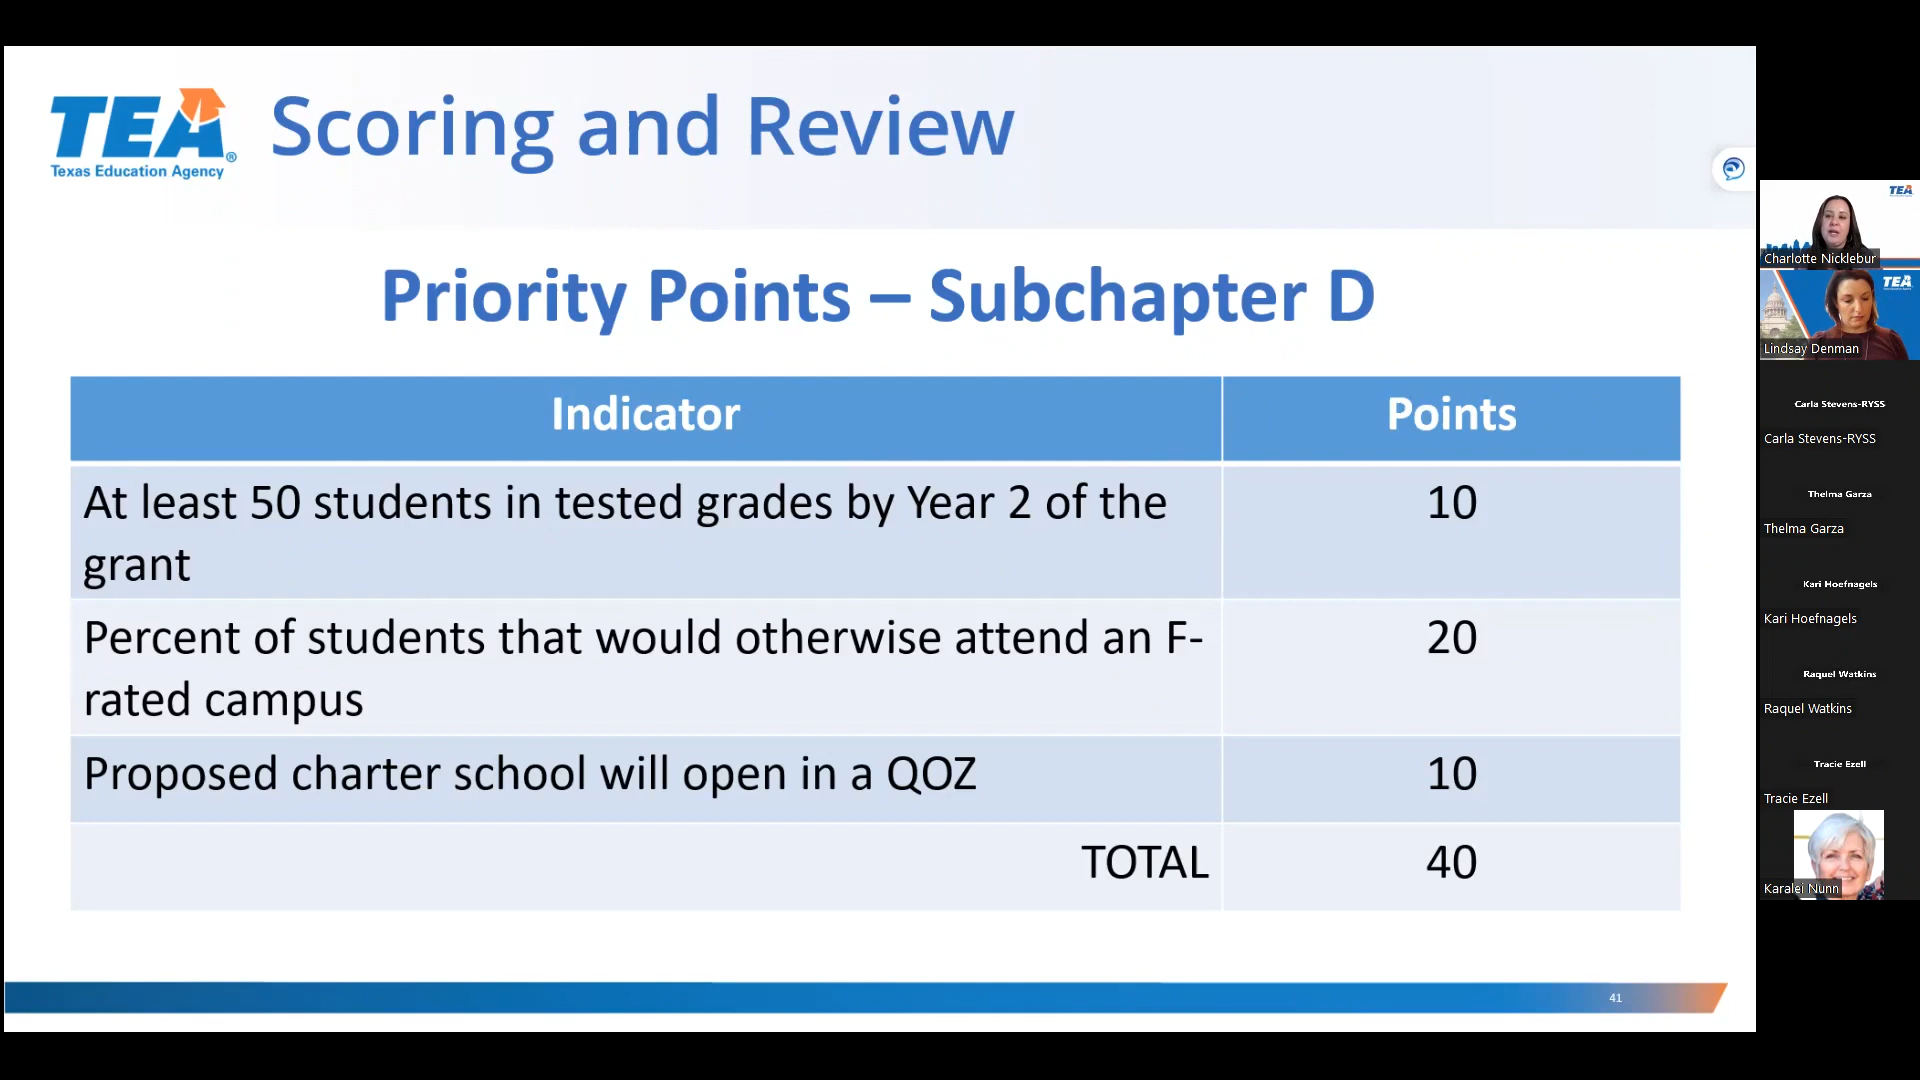 TEA
®
Texas Education Agency
Scoring and Review
Priority Points – Subchapter D
Indicator
Points
At least 50 students in tested grades by Year 2 of the
grant
10
Percent of students that would otherwise attend an F-
rated campus
20
Proposed charter school will open in a QOZ
10
TOTAL
40
41
TEA
Charlotte Nicklebur
TEA
Lindsay Denman
Carla Stevens-RYSS
Carla Stevens-RYSS
Thelma Garza
Thelma Garza
Kari Hoefnagels
Kari Hoefnagels
Raquel Watkins
Raquel Watkins
Tracie Ezell
Tracie Ezell
Karalei Nunn